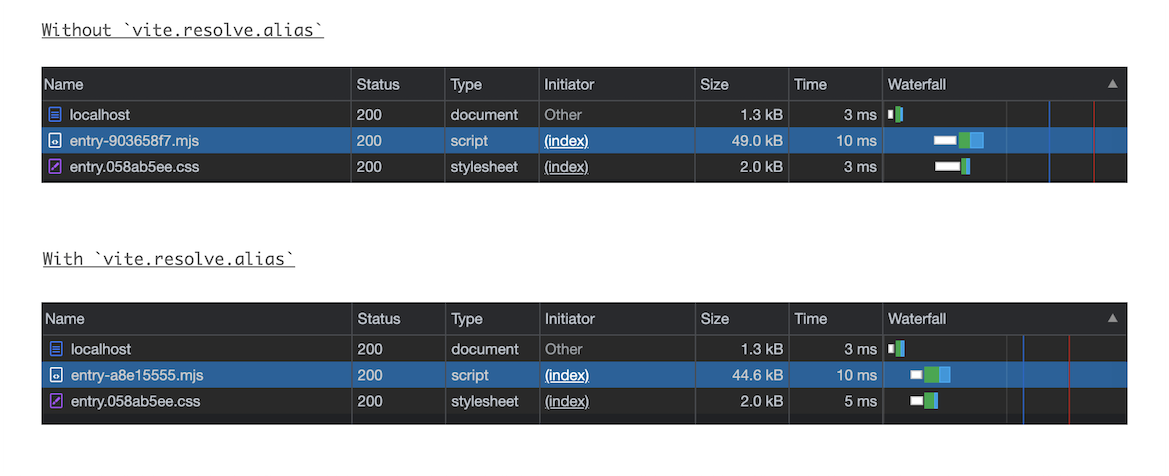 Without `vite.resolve.alias`
Name Status Type Initiator Size Time Waterfall
localhost 200 document Other 1.3 kB 3 ms
entry-903658f7.mjs 200 script (index) 49.0 kB 10 ms
entry.058ab5ee.css 200 stylesheet (index) 2.0 kB 3 ms
With `vite.resolve.alias`
Name Status Type Initiator Size Time Waterfall
localhost 200 document Other 1.3 kB 3 ms
entry-a8e15555.mjs 200 script (index) 44.6 kB 10 ms
entry.058ab5ee.css 200 stylesheet (index) 2.0 kB 5 ms